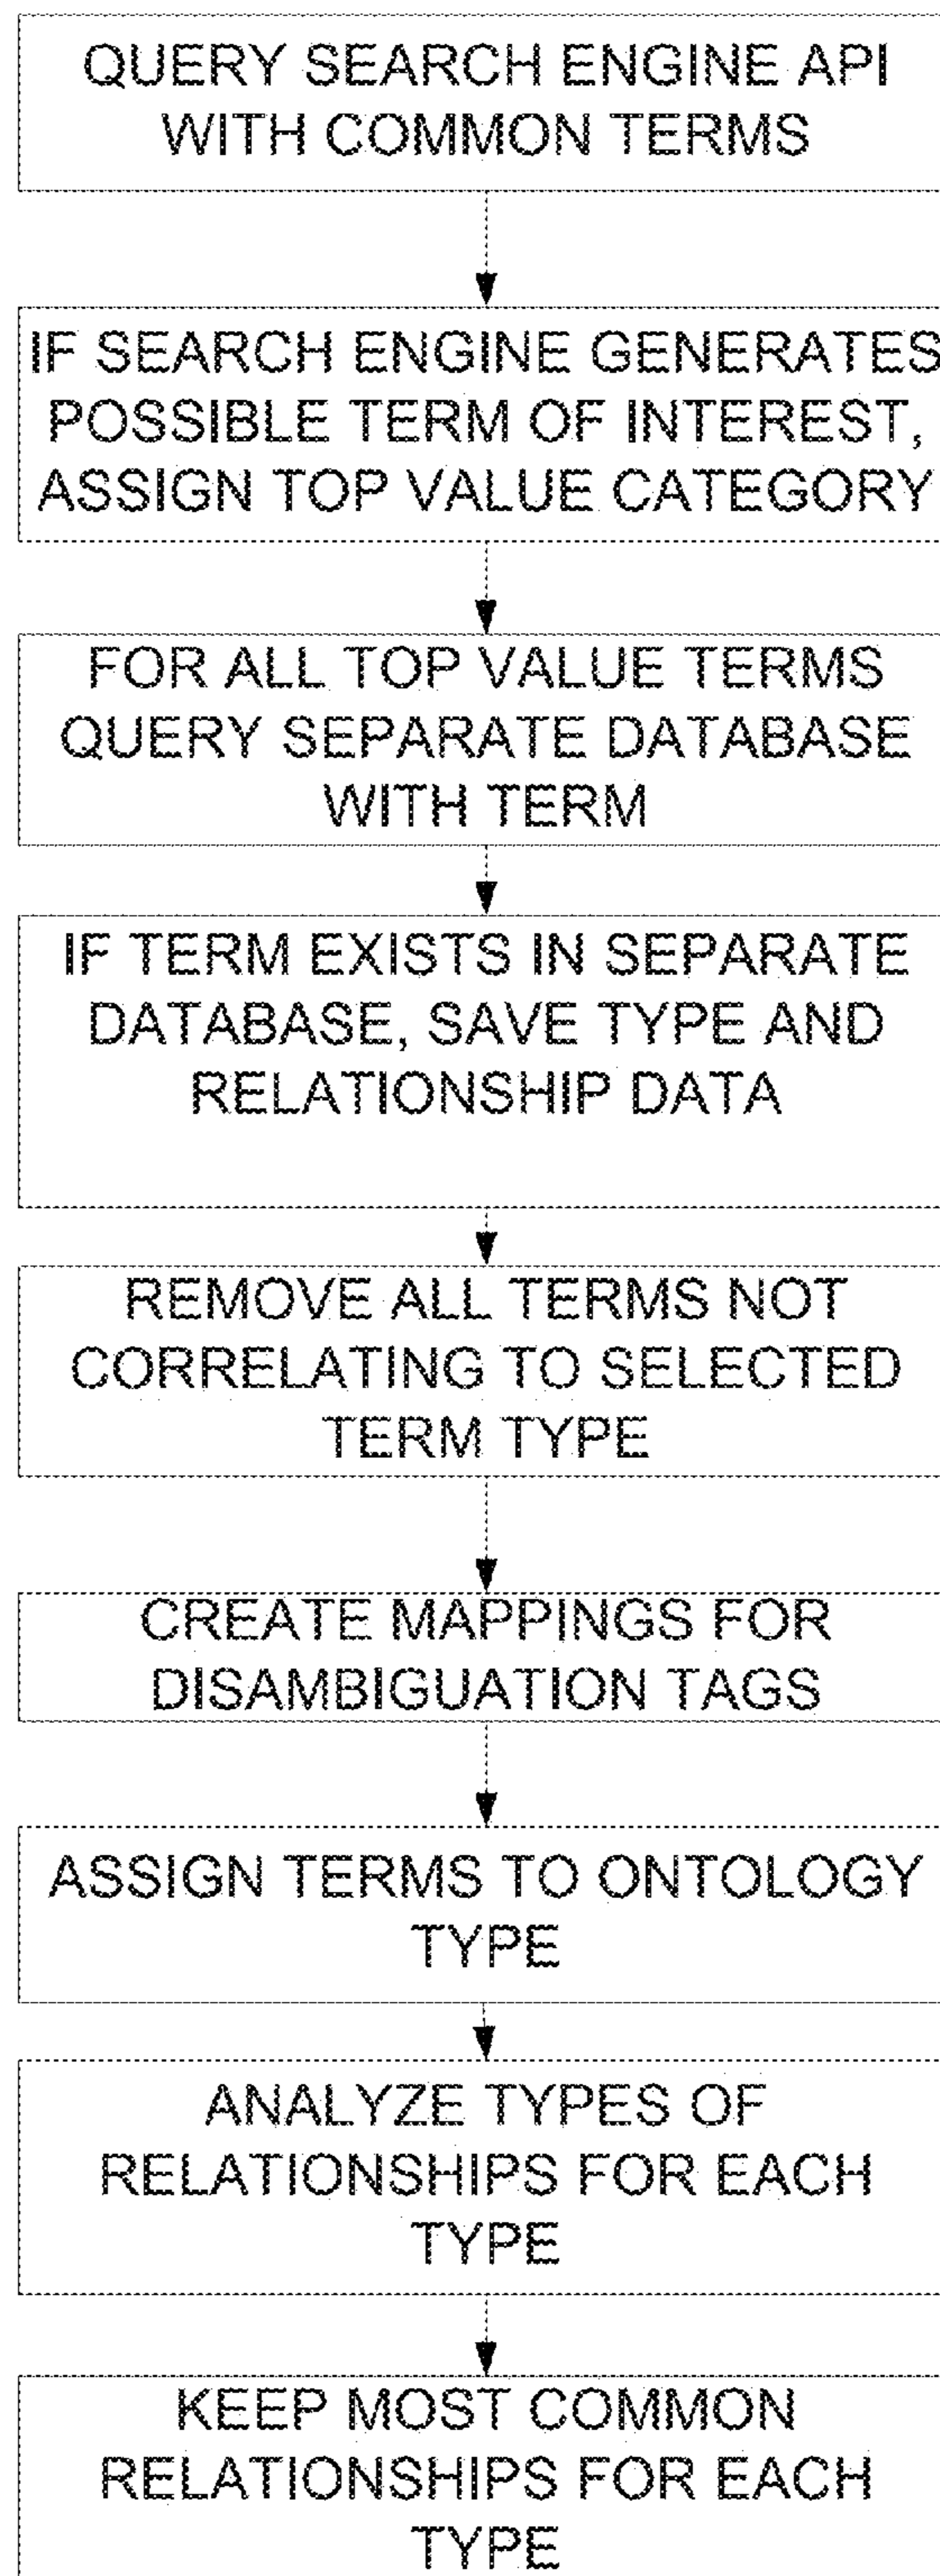 QUERY SEARCH ENGINE API
WITH COMMON TERMS
IF SEARCH ENGINE GENERATES
POSSIBLE TERM OF INTEREST,
ASSIGN TOP VALUE CATEGORY
FOR ALL TOP VALUE TERMS
QUERY SEPARATE DATABASE
WITH TERM
IF TERM EXISTS IN SEPARATE
DATABASE, SAVE TYPE AND
RELATIONSHIP DATA
REMOVE ALL TERMS NOT
CORRELATING TO SELECTED
TERM TYPE
CREATE MAPPINGS FOR
DISAMBIGUATION TAGS
ASSIGN TERMS TO ONTOLOGY
TYPE
ANALYZE TYPES OF
RELATIONSHIPS FOR EACH
TYPE
KEEP MOST COMMON
RELATIONSHIPS FOR EACH
TYPE